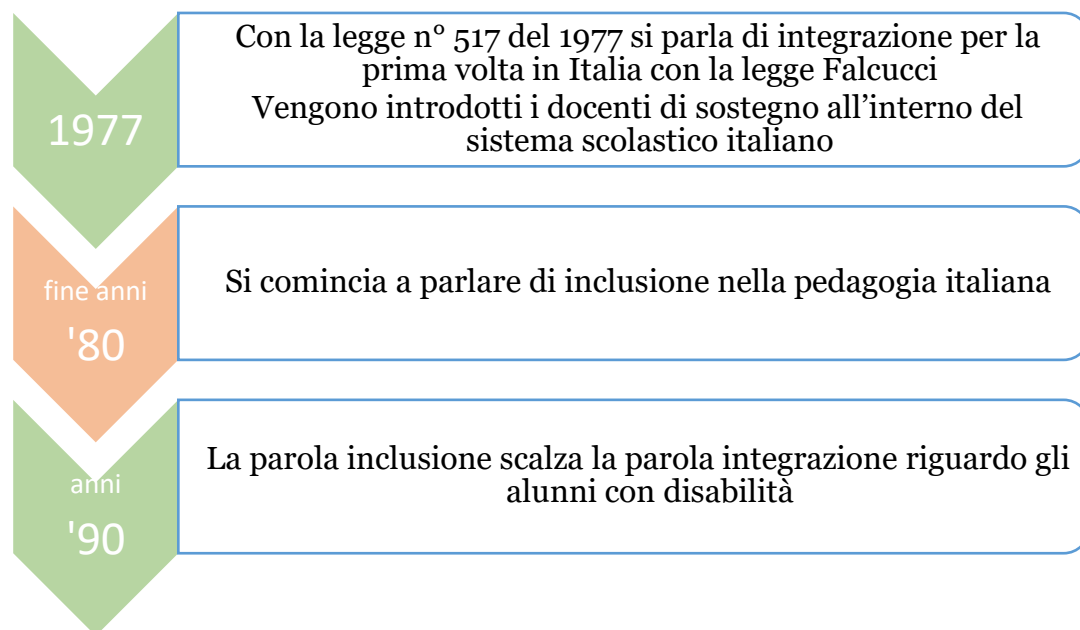 1977
Con la legge n° 517 del 1977 si parla di integrazione per la
prima volta in Italia con la legge Falcucci
Vengono introdotti i docenti di sostegno all’interno del
sistema scolastico italiano
fine anni
'80
Si comincia a parlare di inclusione nella pedagogia italiana
anni
'90
La parola inclusione scalza la parola integrazione riguardo gli
alunni con disabilità